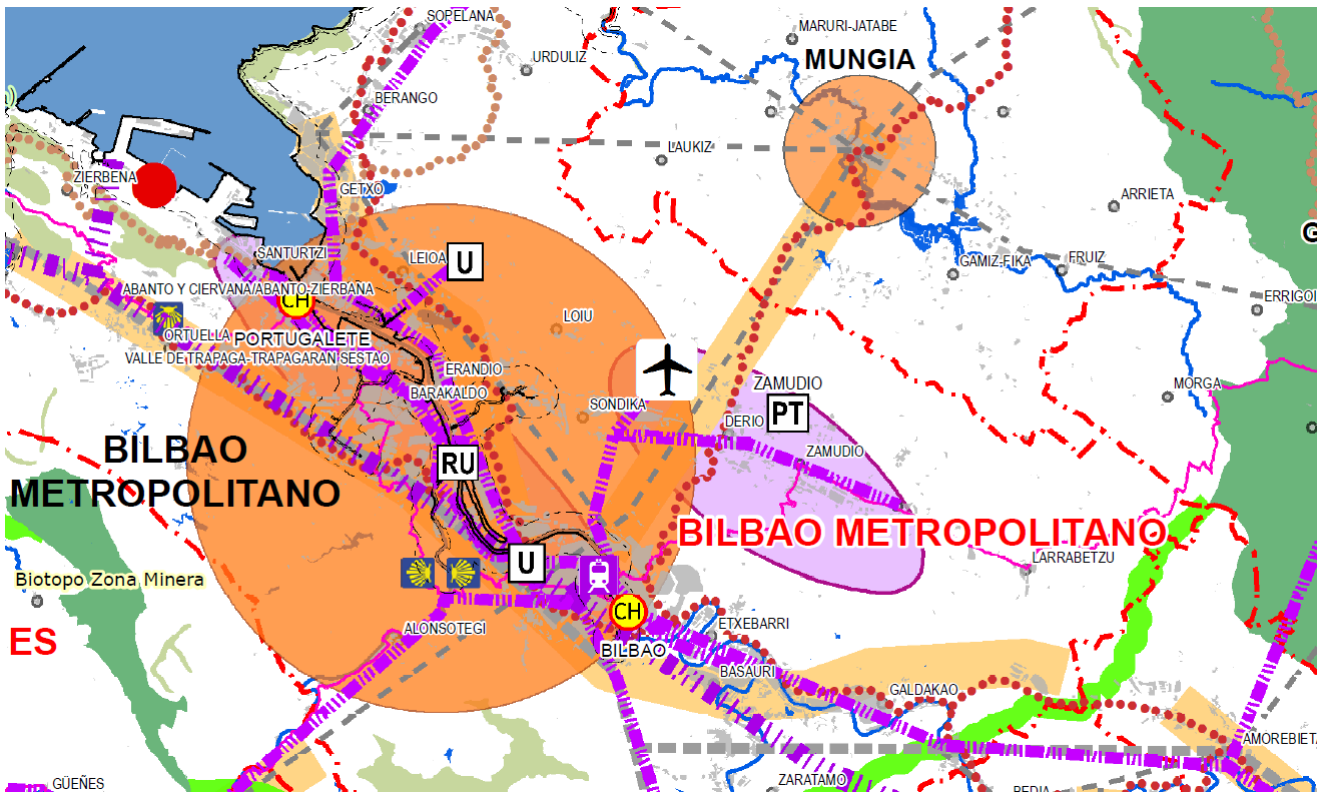 SOPELANA
MARURI-JATABE
URDULIZ
MUNGIA
BERANGO
LAUKIZ
ZIERBENA
GETXO
ARRIETA
SANTURTZI
LEIOA
U
GAMIZ-FIKA
FRUIZ
ABANTO Y CIERVANA/ABANTO-ZIERBANA
CH
ERRIGOI
LOIU
ORTUELLA
PORTUGALETE
VALLE DE TRAPAGA-TRAPAGARAN
SESTAO
ERANDIO
BARAKALDO
ZAMUDIO
MORGA
SONDIKA
DERIO
PT
BILBAO
METROPOLITANO
RU
ZAMUDIO
BILBAO METROPOLITANO
LARRABETZU
U
Biotopo Zona Minera
CH
ES
ALONSOTEGI
ETXEBARRI
BILBAO
BASAURI
GALDAKAO
AMOREBIETA
GÜEÑES
ZARATAMO